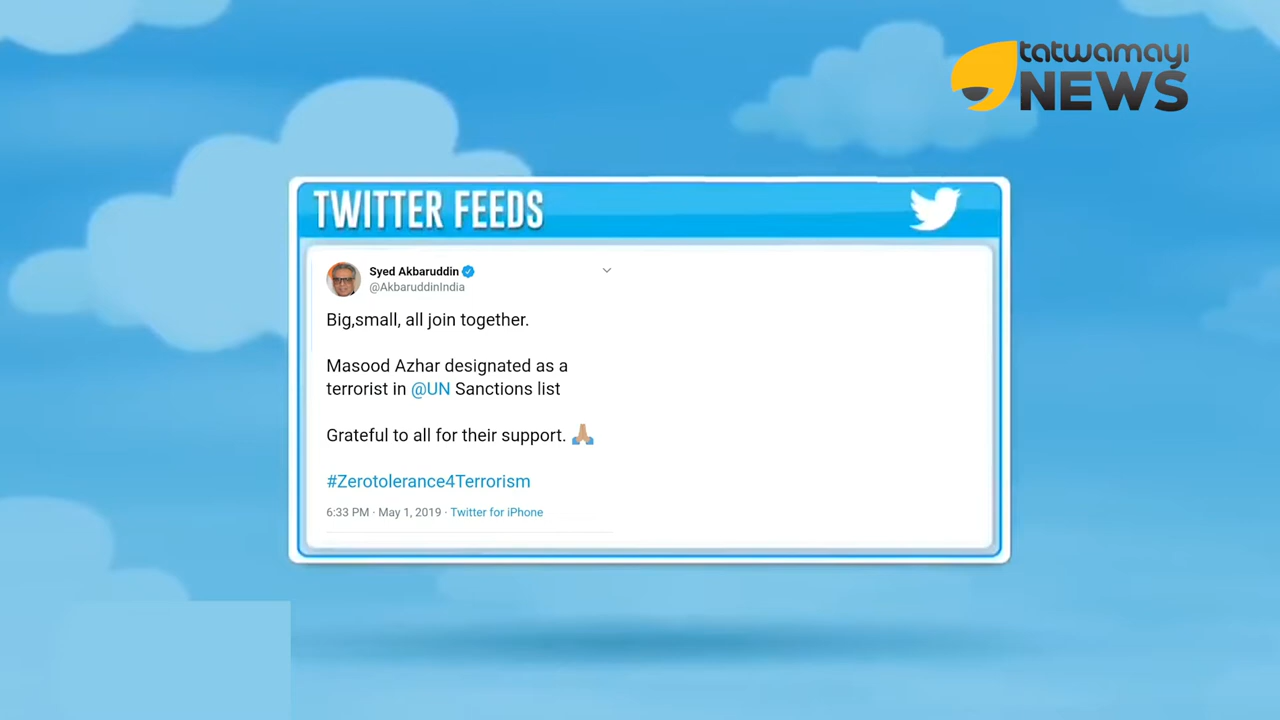 tatwamayi
NEWS
TWITTER FEEDS
Syed Akbaruddin
@AkbaruddinIndia
Big,small, all join together.
Masood Azhar designated as a
terrorist in @UN Sanctions list
Grateful to all for their support. 🙏🏽
#Zerotolerance4Terrorism
6:33 PM · May 1, 2019 · Twitter for iPhone